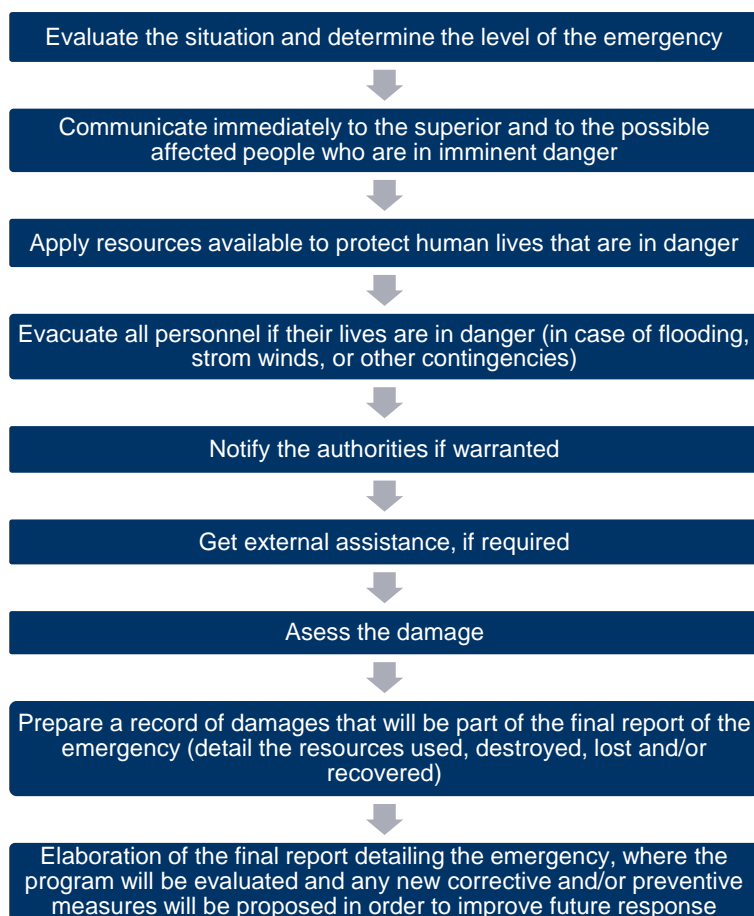 Evaluate the situation and determine the level of the emergency
Communicate immediately to the superior and to the possible
affected people who are in imminent danger
Apply resources available to protect human lives that are in danger
Evacuate all personnel if their lives are in danger (in case of flooding,
strom winds, or other contingencies)
Notify the authorities if warranted
Get external assistance, if required
Asess the damage
Prepare a record of damages that will be part of the final report of the
emergency (detail the resources used, destroyed, lost and/or
recovered)
Elaboration of the final report detailing the emergency, where the
program will be evaluated and any new corrective and/or preventive
measures will be proposed in order to improve future response